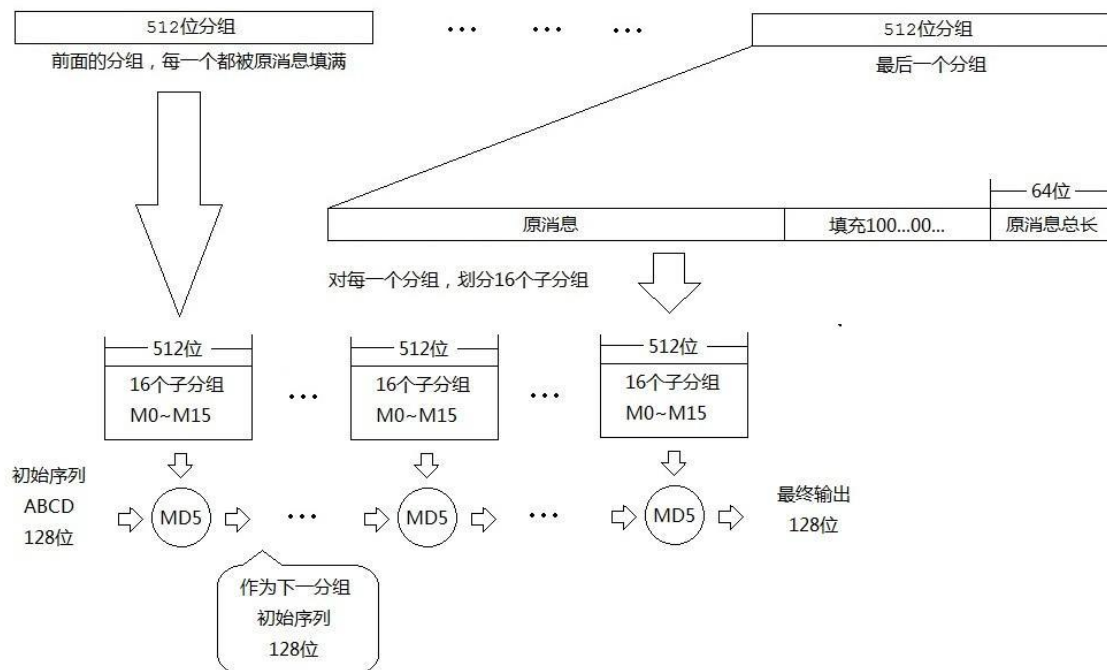 512位分组
... ... ...
512位分组
前面的分组，每一个都被原消息填满
最后一个分组
64位
原消息
填充100...00...
原消息总长
对每一个分组，划分16个子分组
512位
512位
512位
16个子分组
M0~M15
...
16个子分组
M0~M15
...
16个子分组
M0~M15
初始序列
ABCD
128位
MD5
...
MD5
...
MD5
最终输出
128位
作为下一分组
初始序列
128位